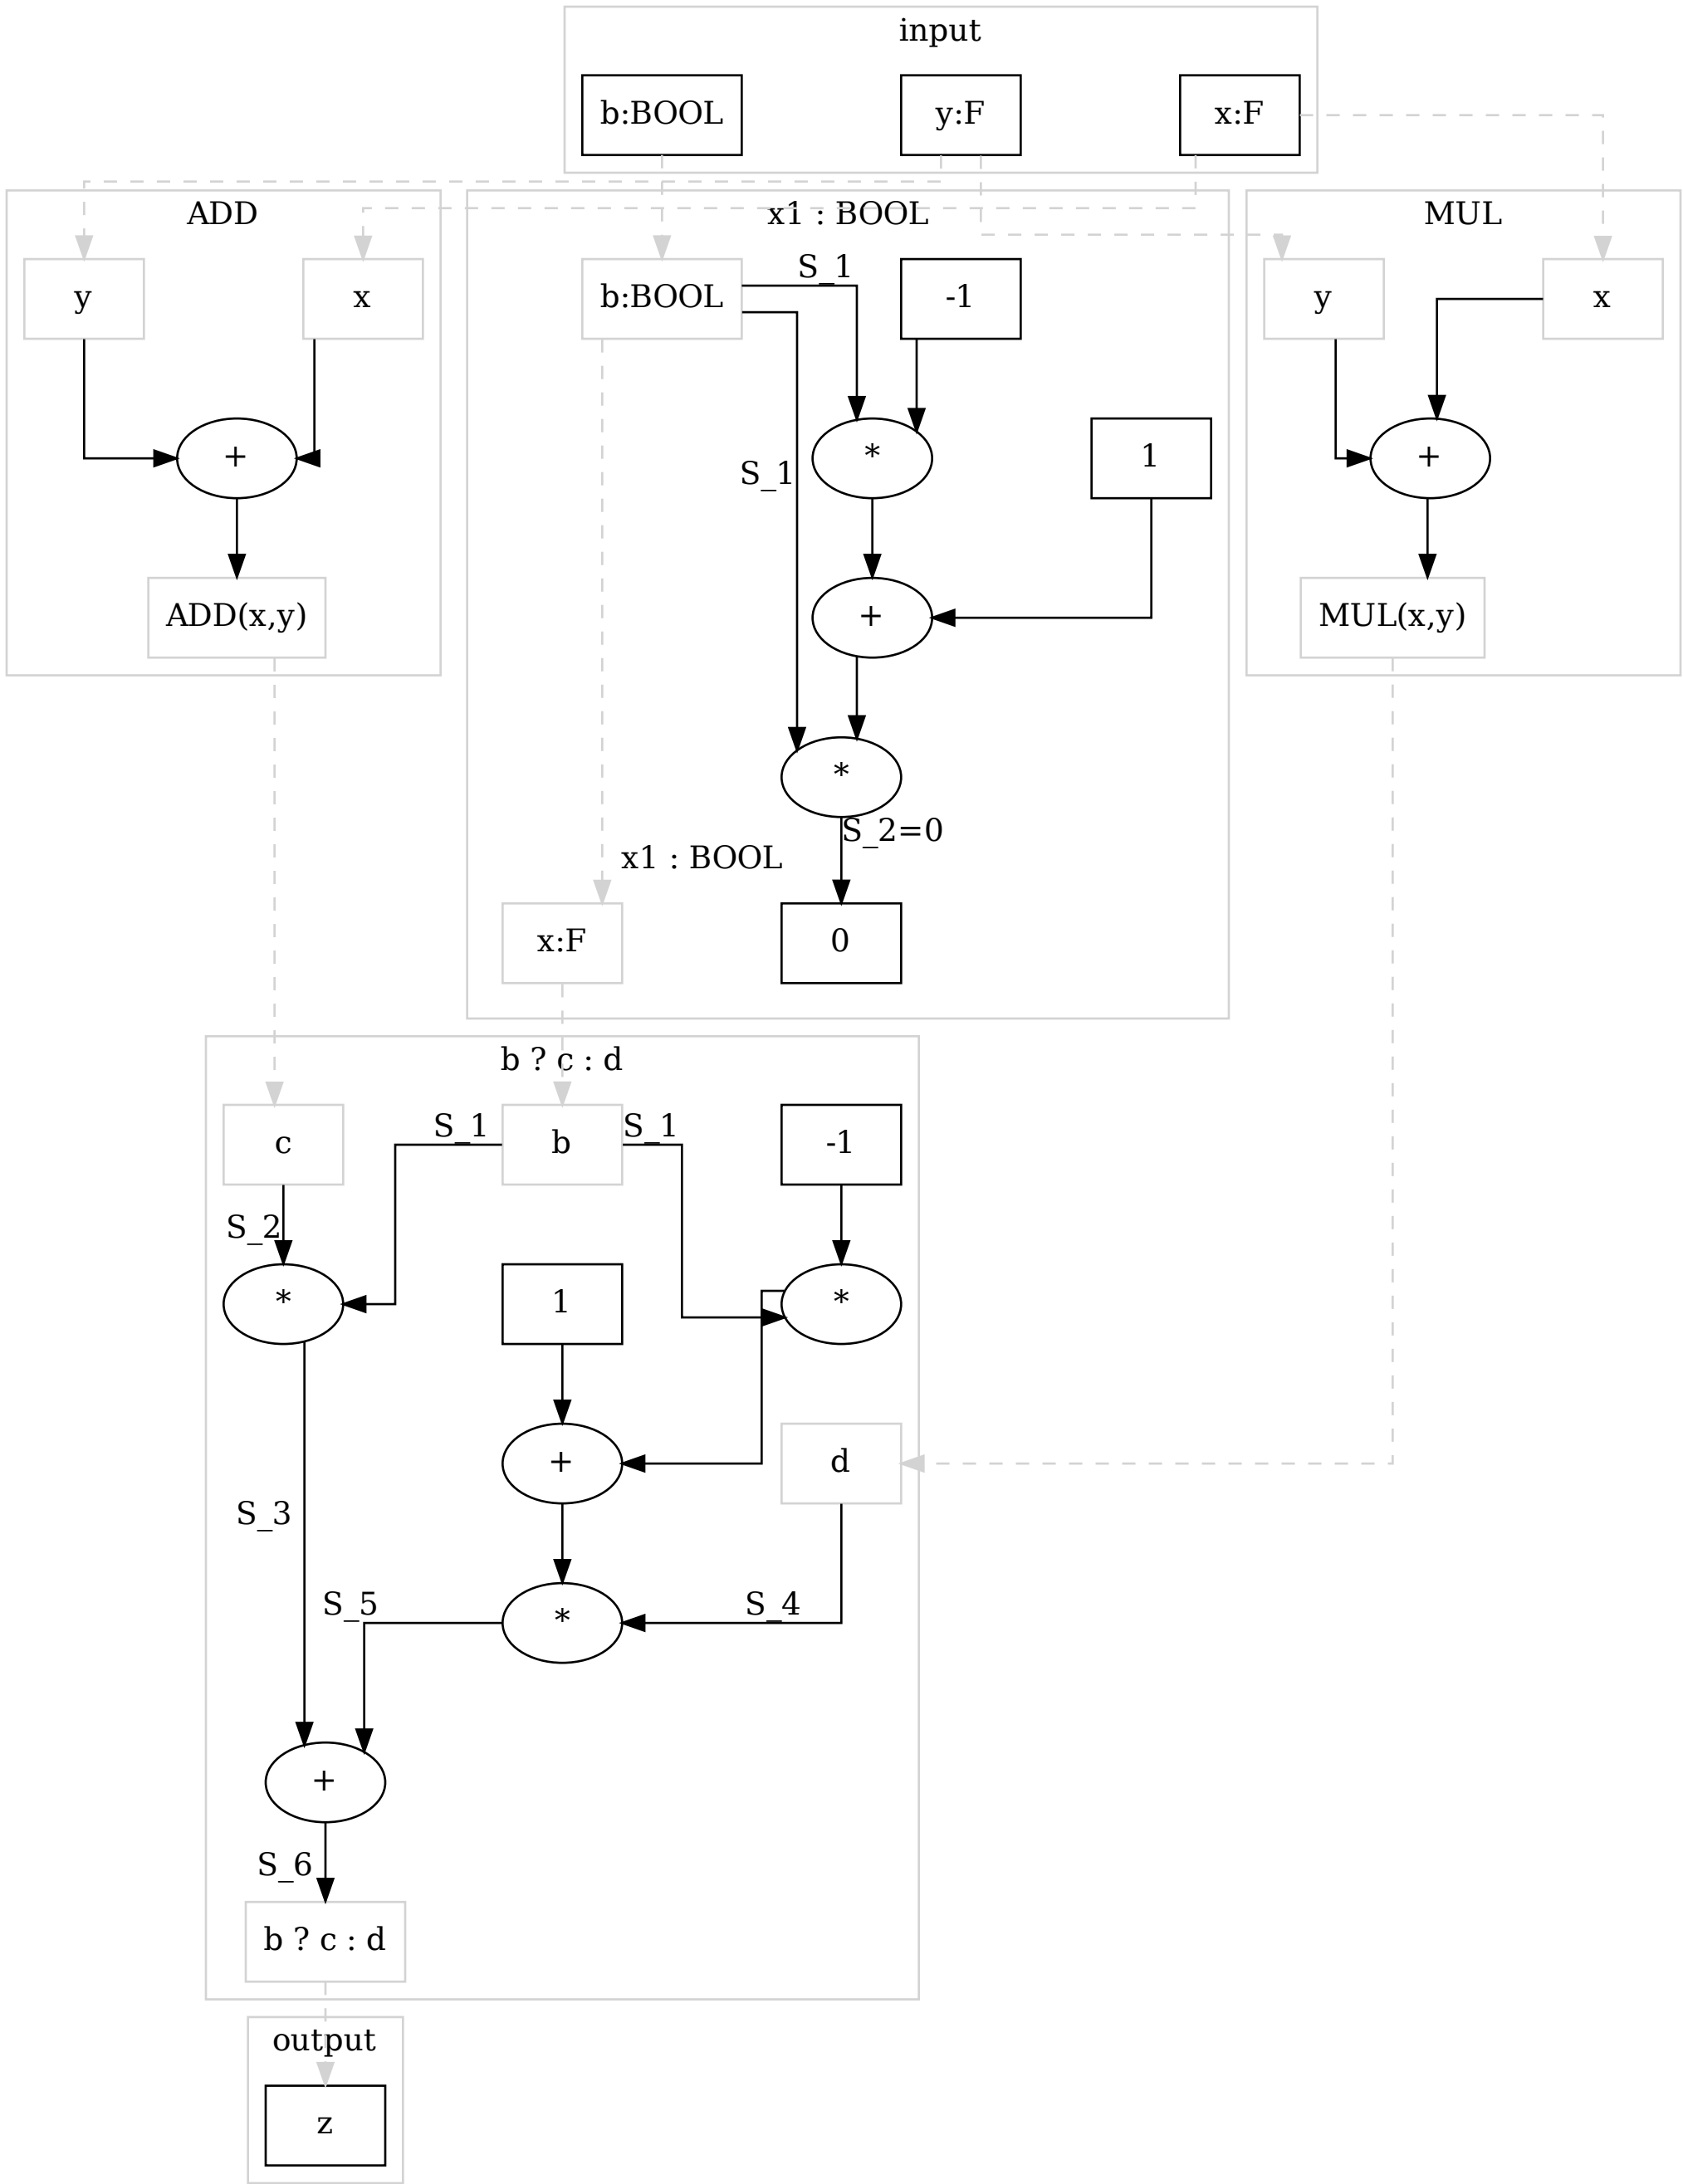 input
b:BOOL
y:F
x:F
ADD
x1 : BOOL
MUL
y
x
b:BOOL
S_1
-1
y
x
+
S_1
*
1
+
ADD(x,y)
+
MUL(x,y)
*
S_2=0
x1 : BOOL
x:F
0
b ? c : d
c
S_1
b
S_1
-1
S_2
*
1
*
+
d
S_3
S_5
*
S_4
+
S_6
b ? c : d
output
z